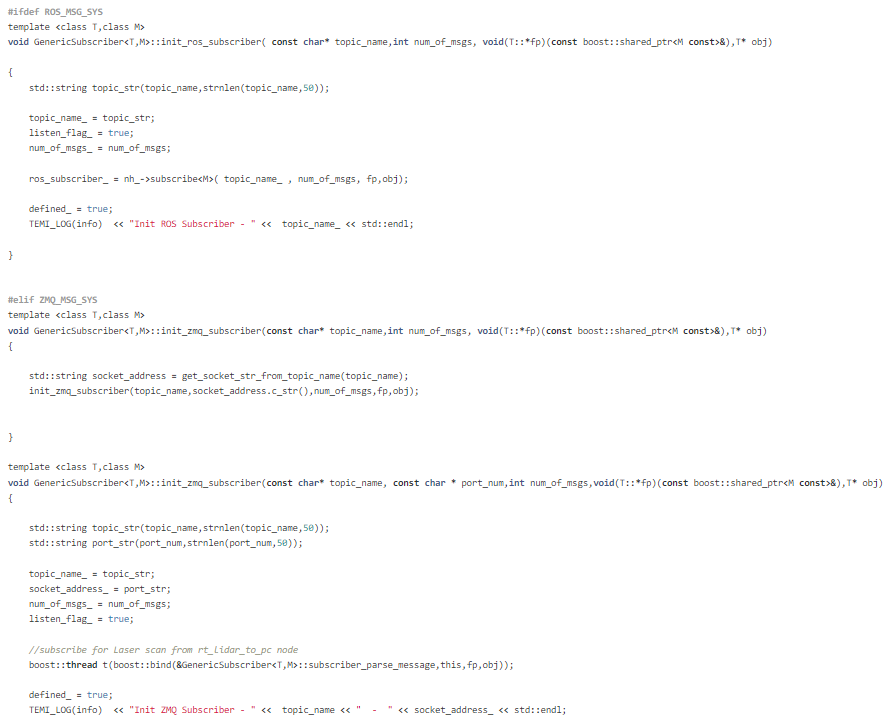 #ifdef ROS_MSG_SYS
template <class T,class M>
void GenericSubscriber<T,M>::init_ros_subscriber( const char* topic_name,int num_of_msgs, void(T::*fp)(const boost::shared_ptr<M const>&),T* obj)
{
std::string topic_str(topic_name,strnlen(topic_name,50));
topic_name_ = topic_str;
listen_flag_ = true;
num_of_msgs_ = num_of_msgs;
ros_subscriber_ = nh_->subscribe<M>( topic_name_ , num_of_msgs, fp,obj);
defined_ = true;
TEMI_LOG(info)  << "Init ROS Subscriber - " <<  topic_name_ << std::endl;
}
#elif ZMQ_MSG_SYS
template <class T,class M>
void GenericSubscriber<T,M>::init_zmq_subscriber(const char* topic_name,int num_of_msgs, void(T::*fp)(const boost::shared_ptr<M const>&),T* obj)
{
std::string socket_address = get_socket_str_from_topic_name(topic_name);
init_zmq_subscriber(topic_name,socket_address.c_str(),num_of_msgs,fp,obj);
}
template <class T,class M>
void GenericSubscriber<T,M>::init_zmq_subscriber(const char* topic_name, const char * port_num,int num_of_msgs,void(T::*fp)(const boost::shared_ptr<M const>&),T* obj)
{
std::string topic_str(topic_name,strnlen(topic_name,50));
std::string port_str(port_num,strnlen(port_num,50));
topic_name_ = topic_str;
socket_address_ = port_str;
num_of_msgs_ = num_of_msgs;
listen_flag_ = true;
//subscribe for Laser scan from rt_lidar_to_pc node
boost::thread t(boost::bind(&GenericSubscriber<T,M>::subscriber_parse_message,this,fp,obj));
defined_ = true;
TEMI_LOG(info)  << "Init ZMQ Subscriber - " <<  topic_name << "  -  " << socket_address_ << std::endl;